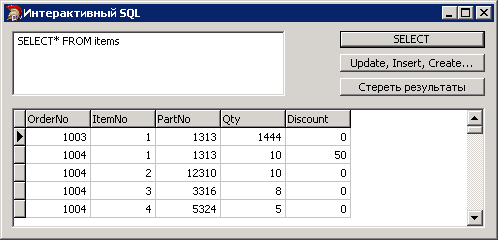 Интерактивный SQL
SELECT* FROM items
SELECT
Update, Insert, Create...
Стереть результаты
OrderNo ItemNo PartNo Qty Discount
1003 1 1313 1444 0
1004 1 1313 10 50
1004 2 12310 10 0
1004 3 3316 8 0
1004 4 5324 5 0